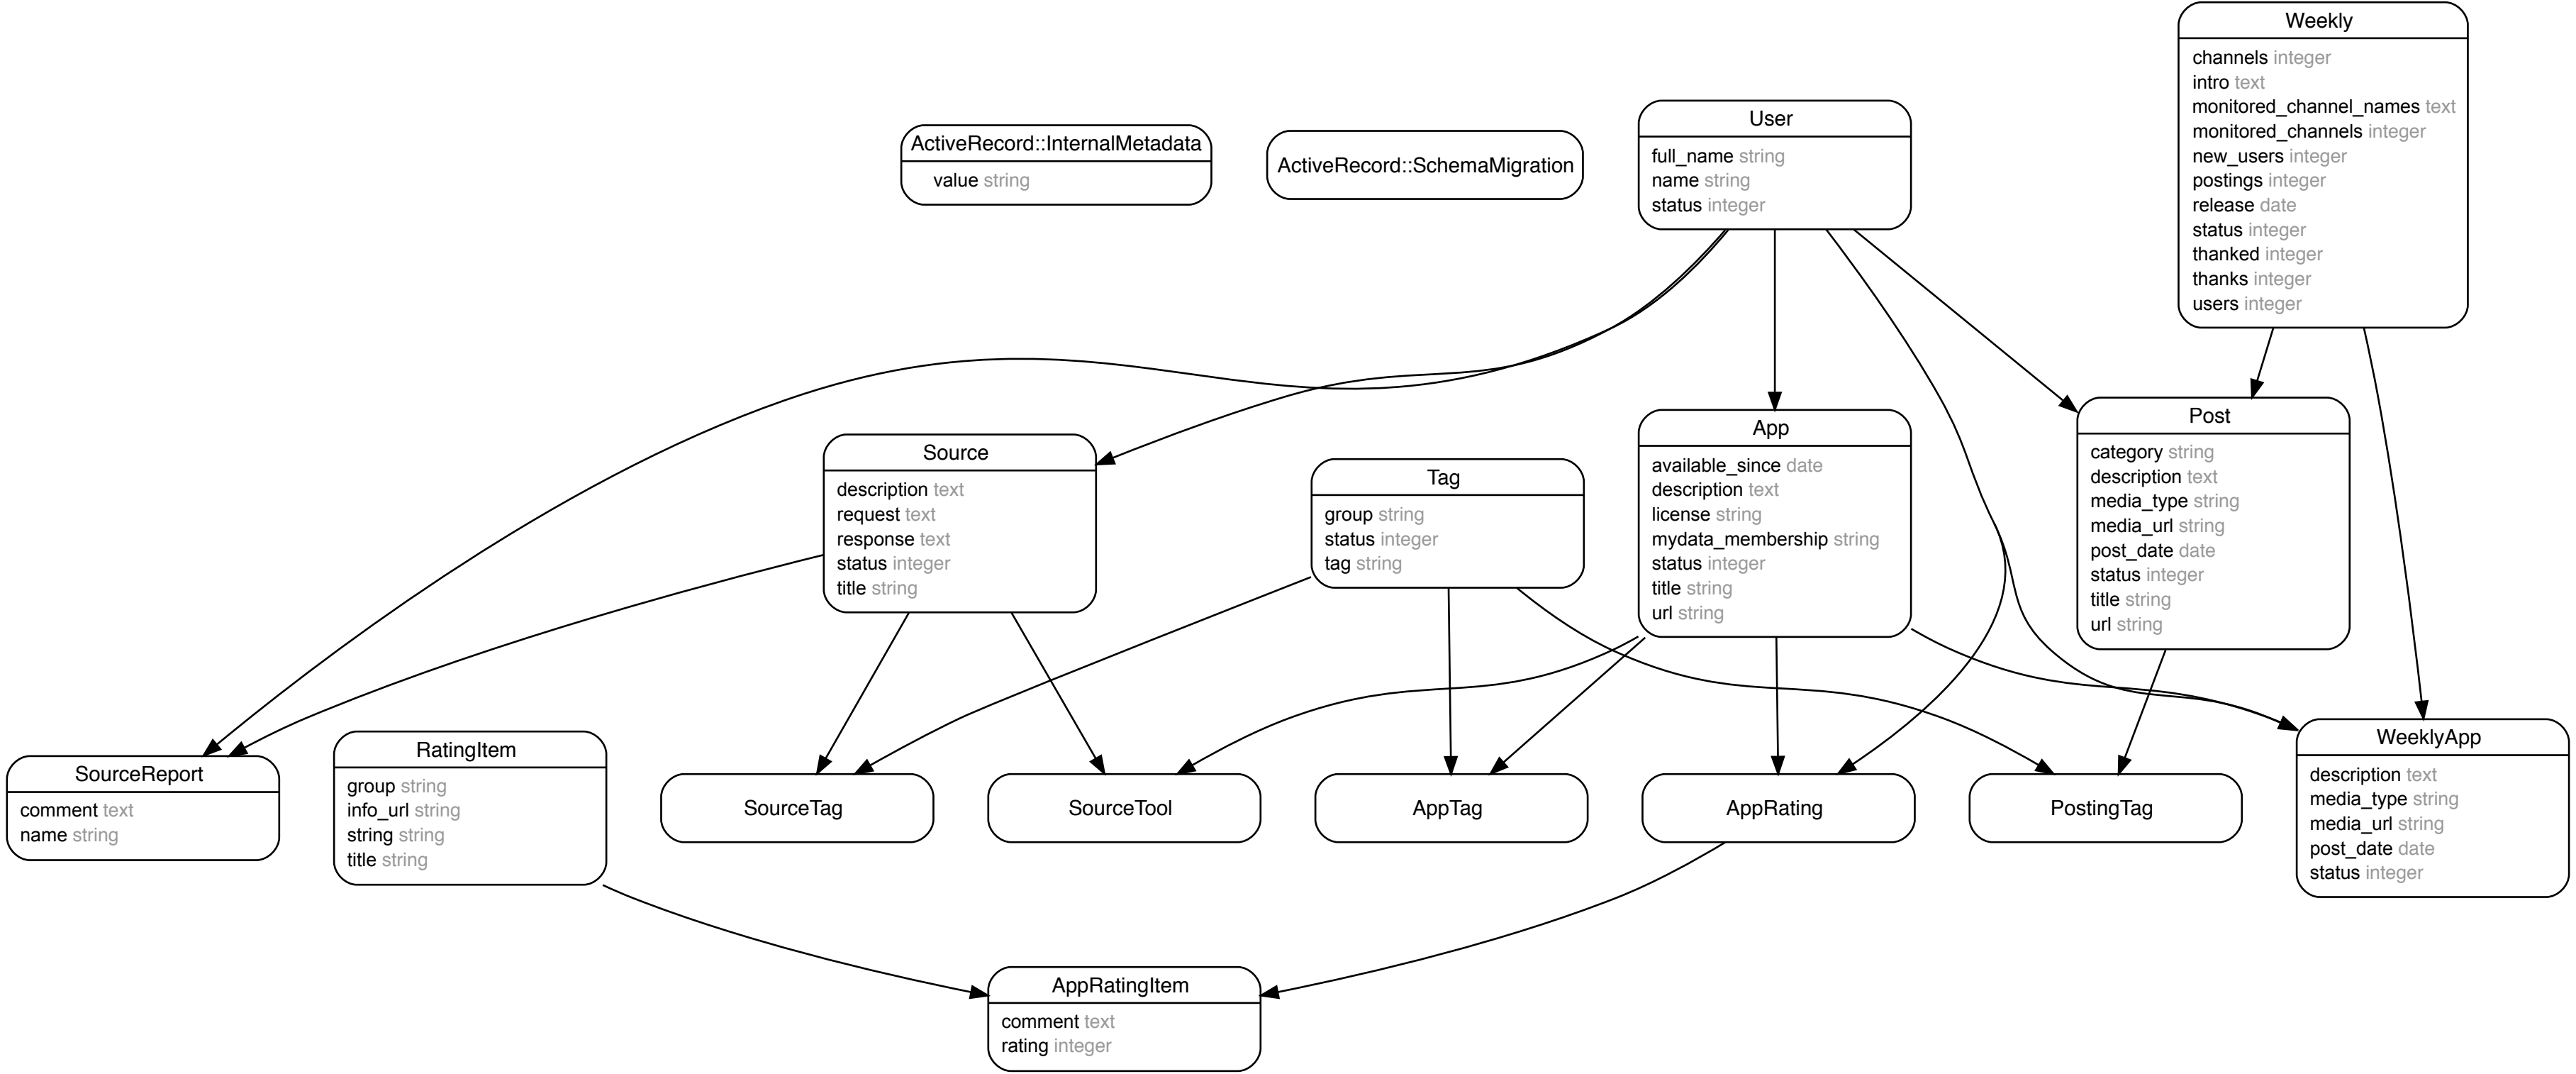 Weekly
channels integer
intro text
monitored_channel_names text
monitored_channels integer
new_users integer
postings integer
release date
status integer
thanked integer
thanks integer
users integer
ActiveRecord::InternalMetadata
value string
ActiveRecord::SchemaMigration
User
full_name string
name string
status integer
Source
description text
request text
response text
status integer
title string
Tag
group string
status integer
tag string
App
available_since date
description text
license string
mydata_membership string
status integer
title string
url string
Post
category string
description text
media_type string
media_url string
post_date date
status integer
title string
url string
SourceReport
comment text
name string
RatingItem
group string
info_url string
string string
title string
SourceTag
SourceTool
AppTag
AppRating
PostingTag
WeeklyApp
description text
media_type string
media_url string
post_date date
status integer
AppRatingItem
comment text
rating integer